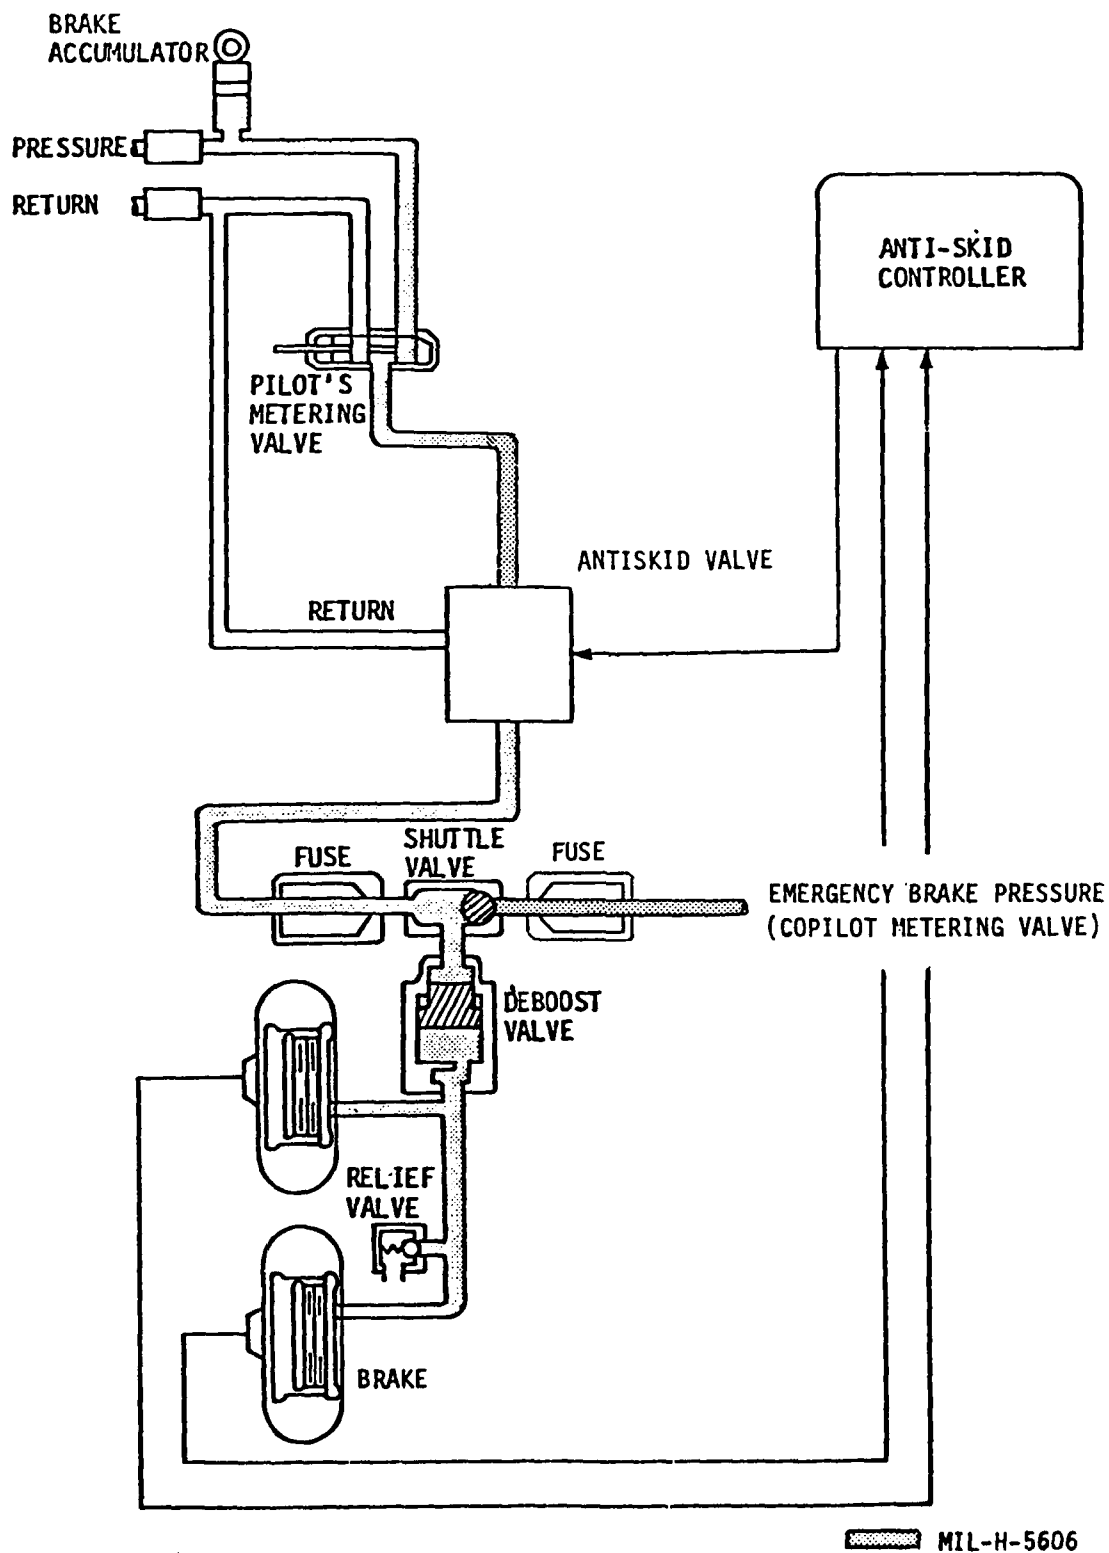 BRAKE
ACCUMULATOR
PRESSURE
RETURN
ANTI-SKID
CONTROLLER
PILOT'S
METERING
VALVE
ANTISKID VALVE
RETURN
FUSE
SHUTTLE
VALVE
FUSE
EMERGENCY BRAKE PRESSURE
(COPILOT METERING VALVE)
DEBOOST
VALVE
RELIEF
VALVE
BRAKE
MIL-H-5606